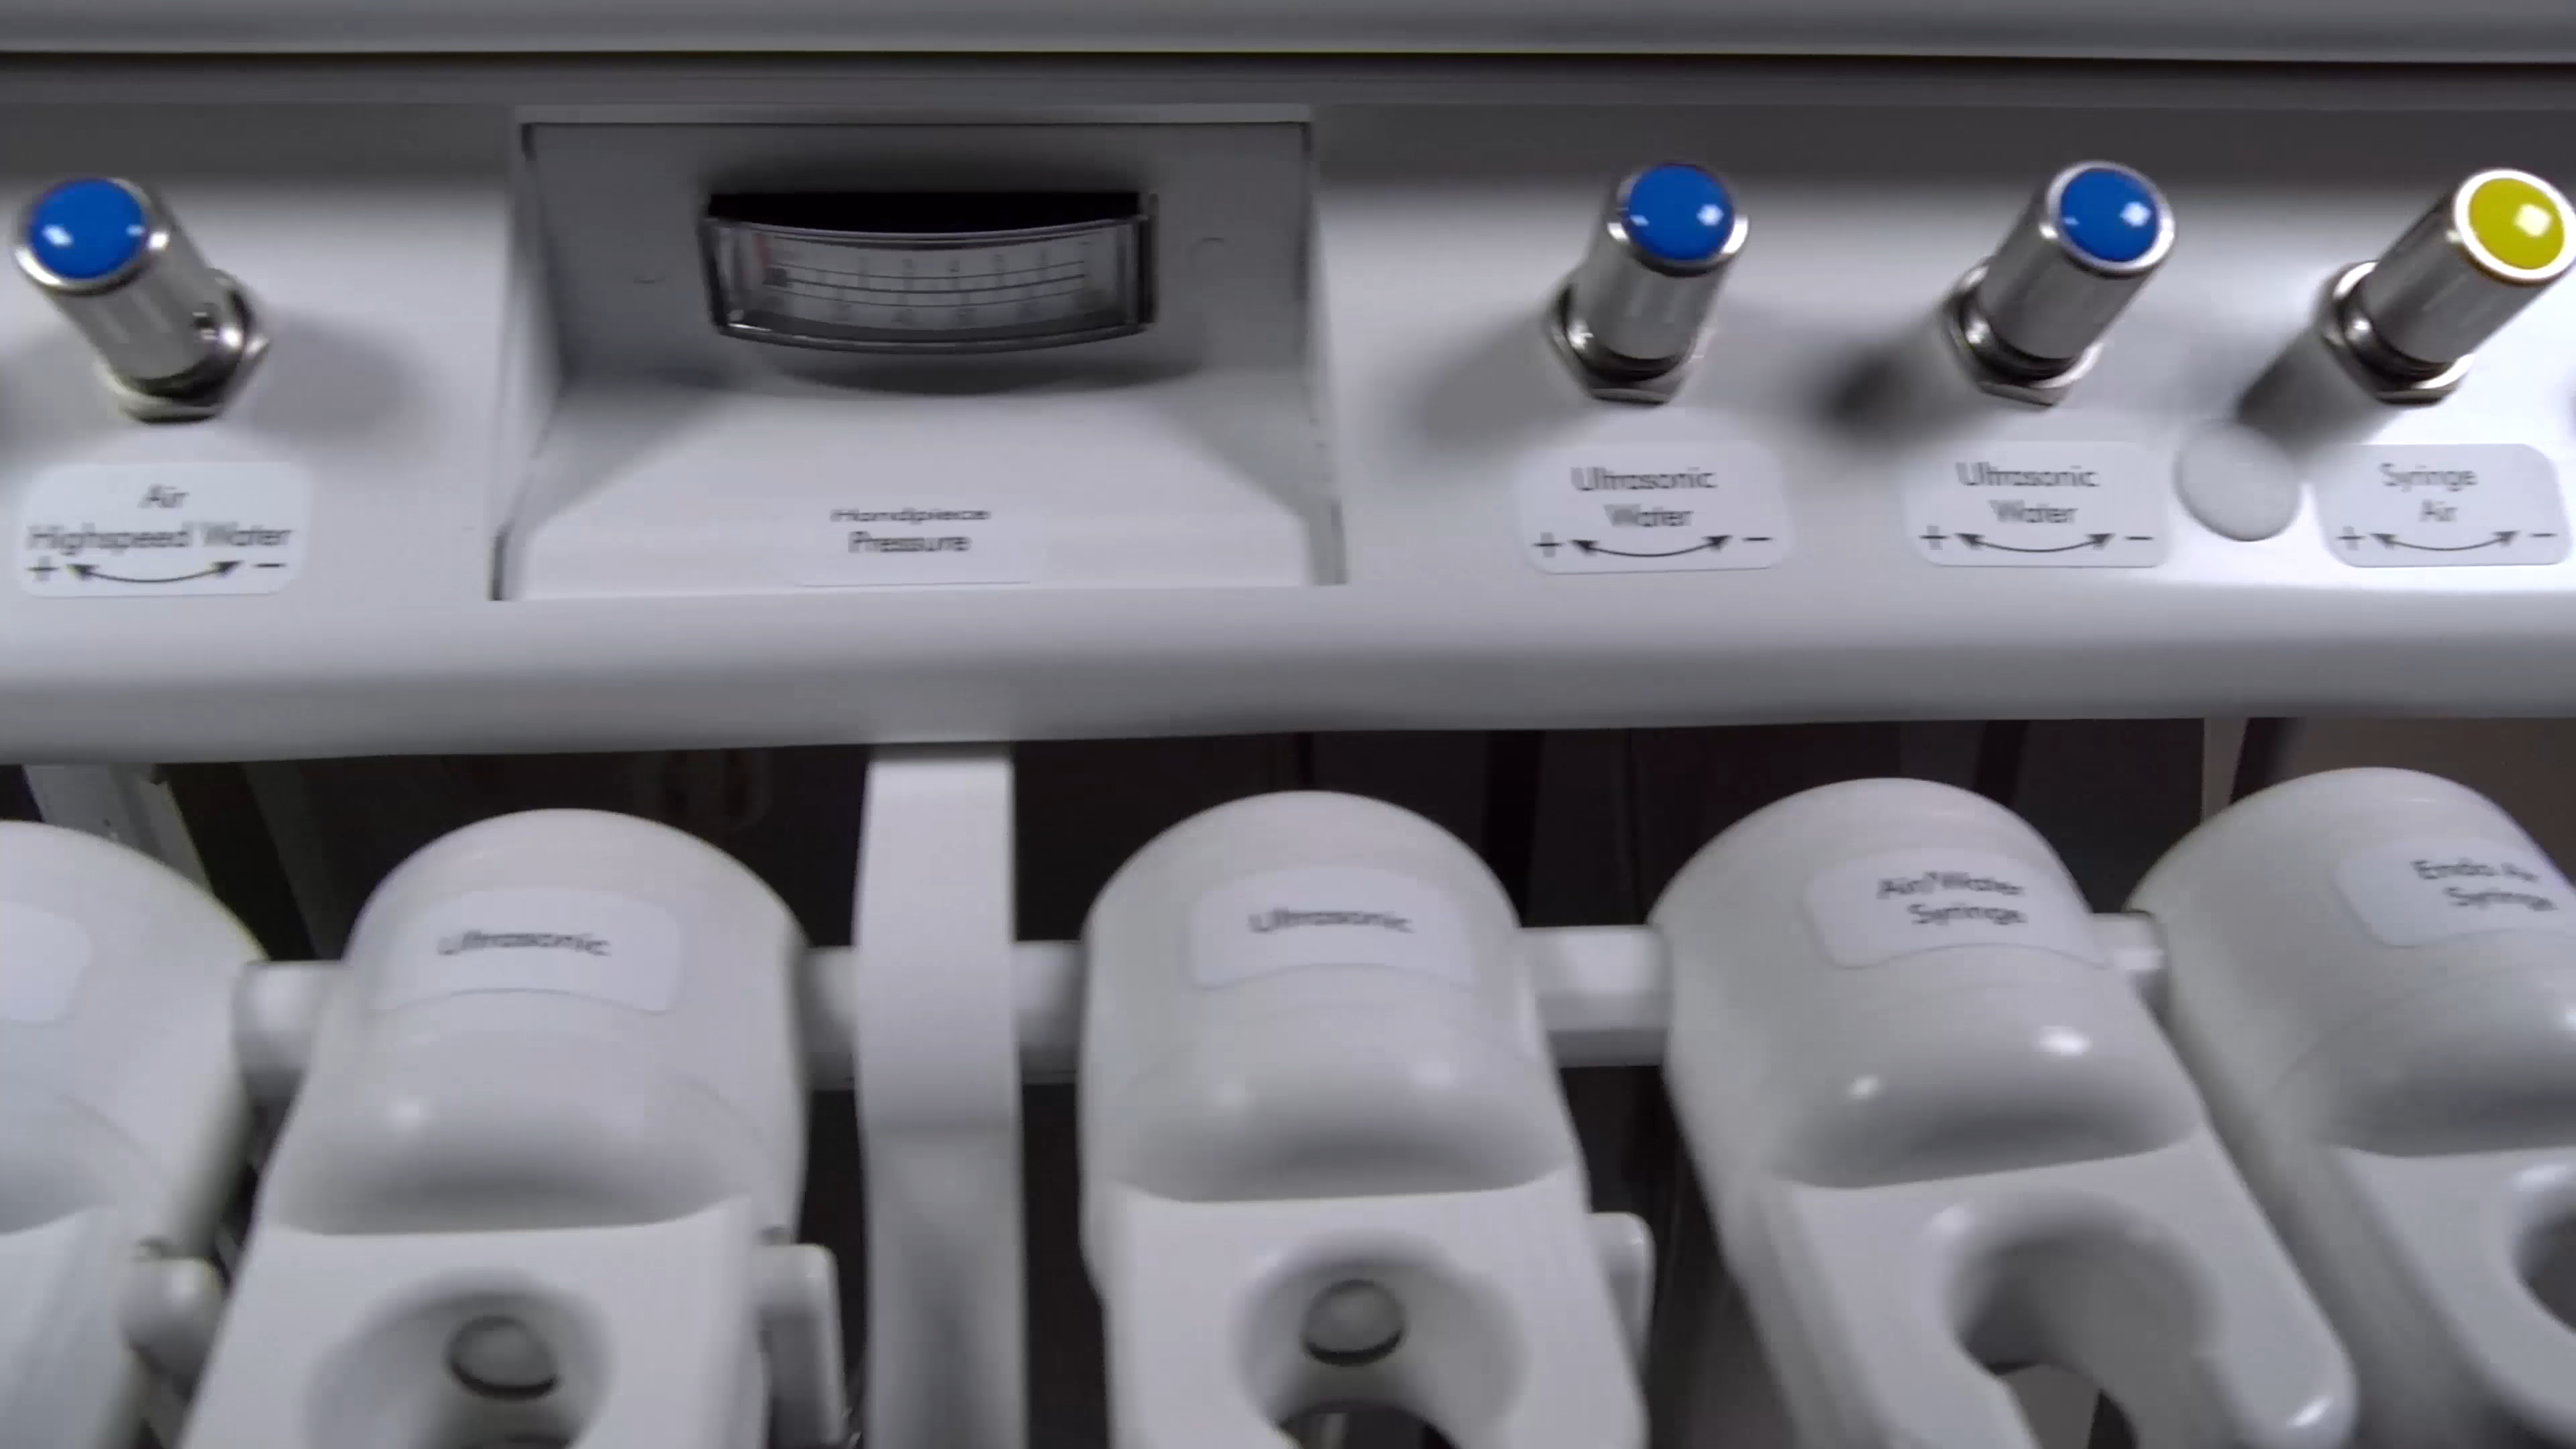 Air
Highspeed Water
+ -
Handpiece
Pressure
Ultrasonic
Water
+ -
Ultrasonic
Water
+ -
Syringe
Air
+ -
Ultrasonic
Ultrasonic
Air/Water
Syringe
Endo Air
Syringe